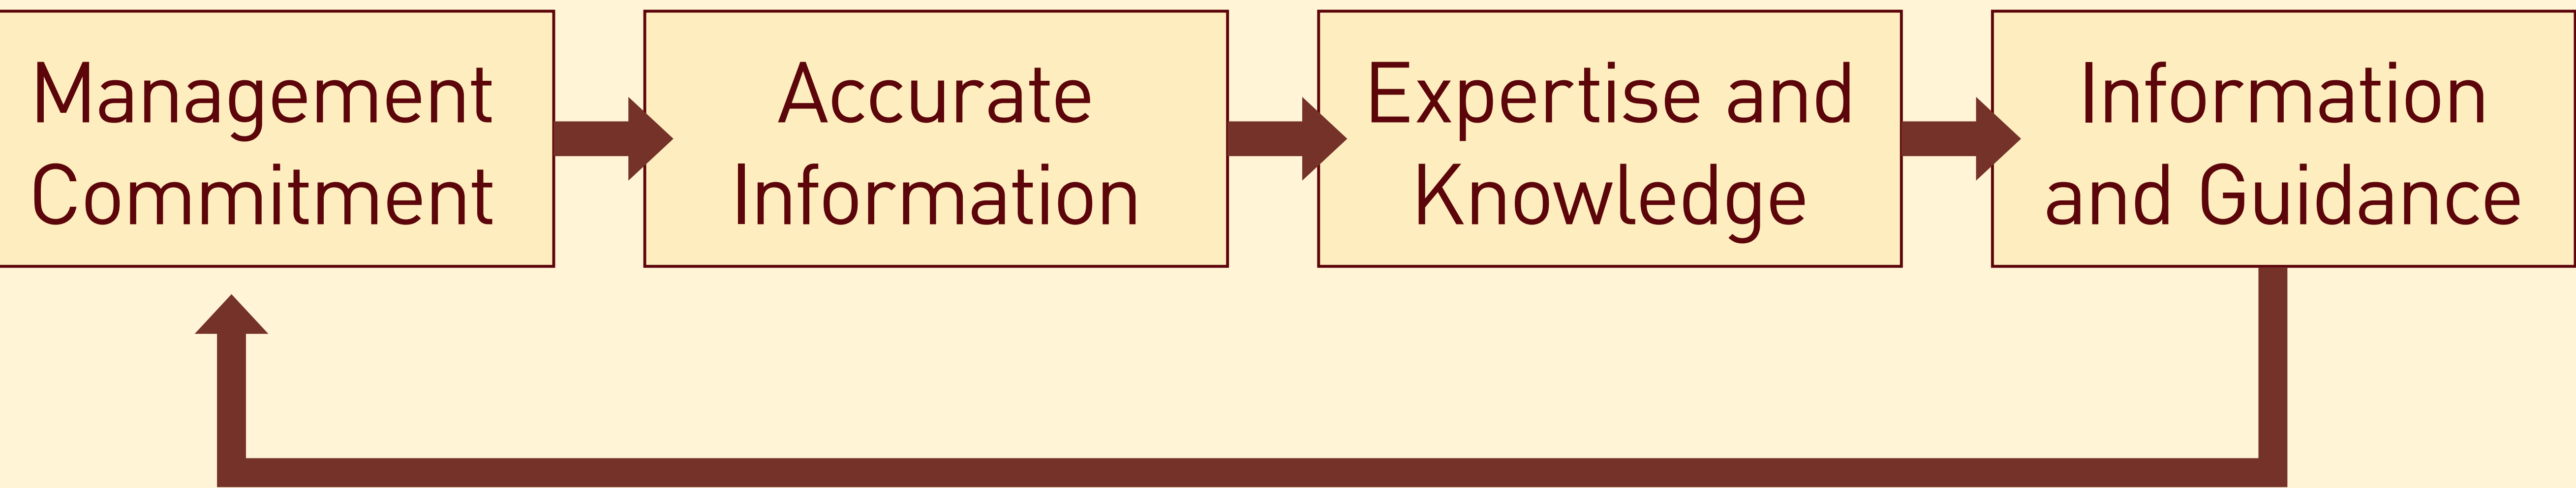 Management
Commitment
Accurate
Information
Expertise and
Knowledge
Information
and Guidance